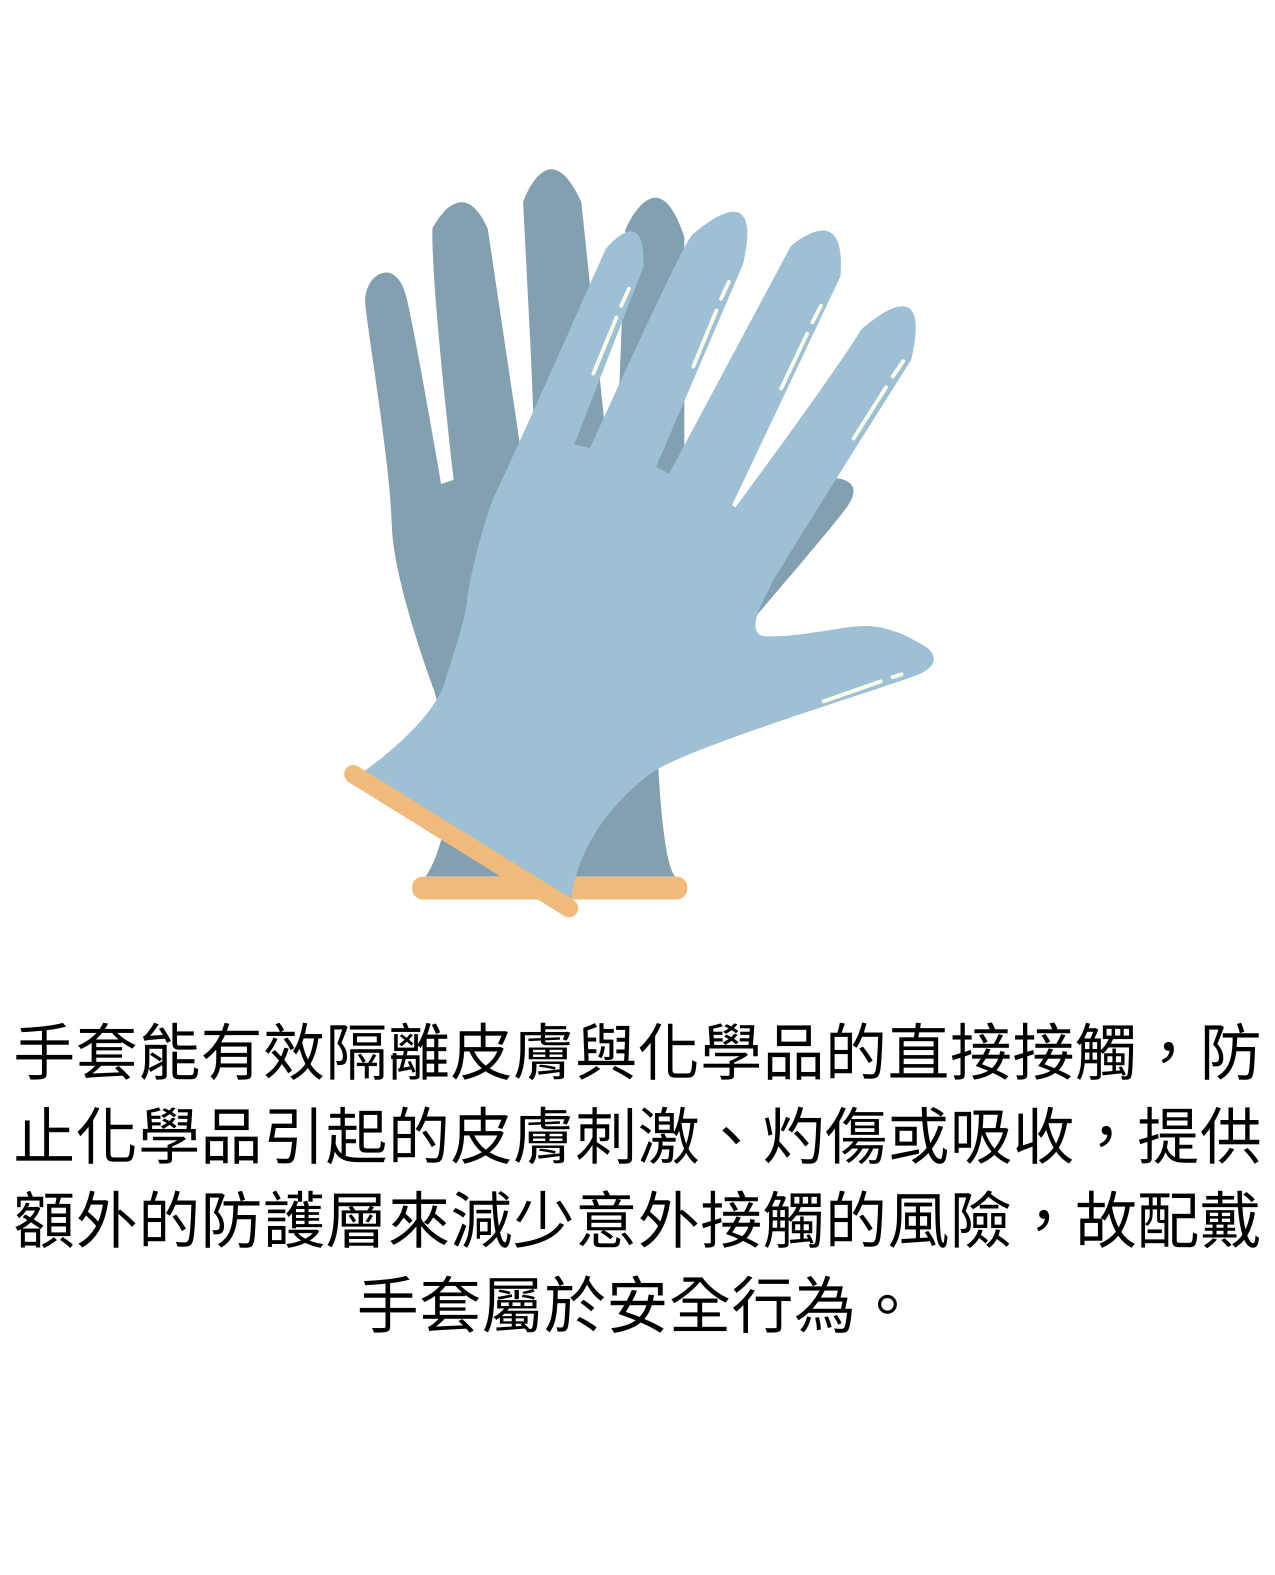 手套能有效隔離皮膚與化學品的直接接觸，防
止化學品引起的皮膚刺激、灼傷或吸收，提供
額外的防護層來減少意外接觸的風險，故配戴
手套屬於安全行為。